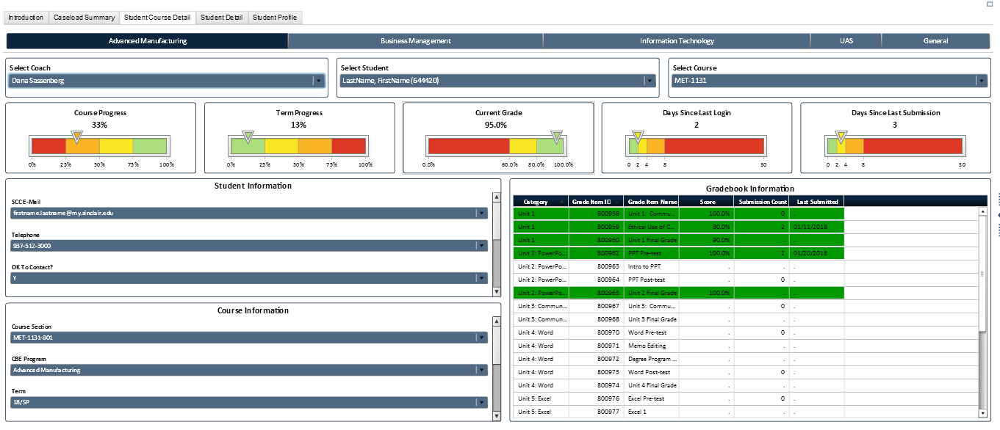 Introduction Caseload Summary Student Course Detail Student Detail Student Profile
Advanced Manufacturing Business Management Information Technology UAS General
Select Coach
Dana Sassenberg
Select Student
LastName, FirstName (644420)
Select Course
MET-1131
Course Progress
33%
0% 25% 50% 75% 100%
Term Progress
13%
0% 25% 50% 75% 100%
Current Grade
95.0%
0.0% 60.0% 80.0% 100.0%
Days Since Last Login
2
0 2 4 8 30
Days Since Last Submission
3
0 2 4 8 30
Student Information
SCC E-Mail
firstname.lastname@my.sinclair.edu
Telephone
937-512-3000
OK To Contact?
Y
Course Information
Course Section
MET-1131-801
CBE Program
Advanced Manufacturing
Term
18/SP
Gradebook Information
Category Grade Item ID Grade Item Name Score Submission Count Last Submitted
Unit 1 800958 Unit 1: Commu... 100.0% 0 .
Unit 1 800959 Ethical Use of C... 80.0% 2 01/11/2018
Unit 1 800960 Unit 1 Final Grade 90.0% . .
Unit 2: PowerPo... 800962 PPT Pre-test 100.0% 2 01/20/2018
Unit 2: PowerPo... 800963 Intro to PPT . . .
Unit 2: PowerPo... 800964 PPT Post-test . 0 .
Unit 2: PowerPo... 800965 Unit 2 Final Grade 100.0% . .
Unit 3: Commun... 800967 Unit 3: Commu... . 0 .
Unit 3: Commun... 800968 Unit 3 Final Grade . . .
Unit 4: Word 800970 Word Pre-test . 0 .
Unit 4: Word 800971 Memo Editing . . .
Unit 4: Word 800972 Degree Program ... . . .
Unit 4: Word 800973 Word Post-test . 0 .
Unit 4: Word 800974 Unit 4 Final Grade . . .
Unit 5: Excel 800976 Excel Pre-test . 0 .
Unit 5: Excel 800977 Excel 1 . . .